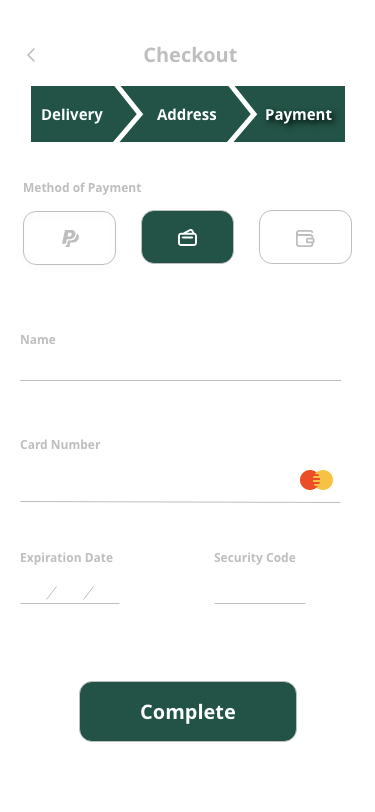 Checkout
Delivery Address Payment
Method of Payment
Name
Card Number
Expiration Date Security Code
/ /
Complete